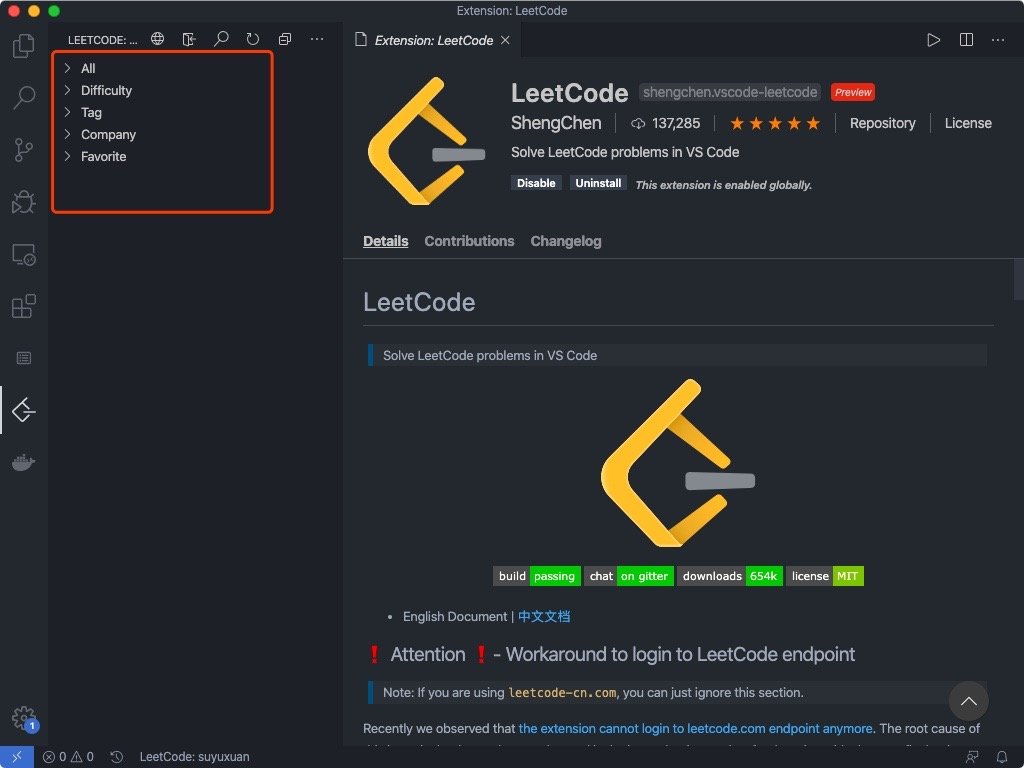 Extension: LeetCode
LEETCODE: ...
All
Difficulty
Tag
Company
Favorite
Extension: LeetCode
LeetCode shengchen.vscode-leetcode Preview
ShengChen 137,285 Repository License
Solve LeetCode problems in VS Code
Disable Uninstall This extension is enabled globally.
Details Contributions Changelog
LeetCode
Solve LeetCode problems in VS Code
build passing chat on gitter downloads 654k license MIT
English Document | 中文文档
❗ Attention ❗ - Workaround to login to LeetCode endpoint
Note: If you are using leetcode-cn.com, you can just ignore this section.
Recently we observed that the extension cannot login to leetcode.com endpoint anymore. The root cause of
1
0 0 LeetCode: suyuxuan